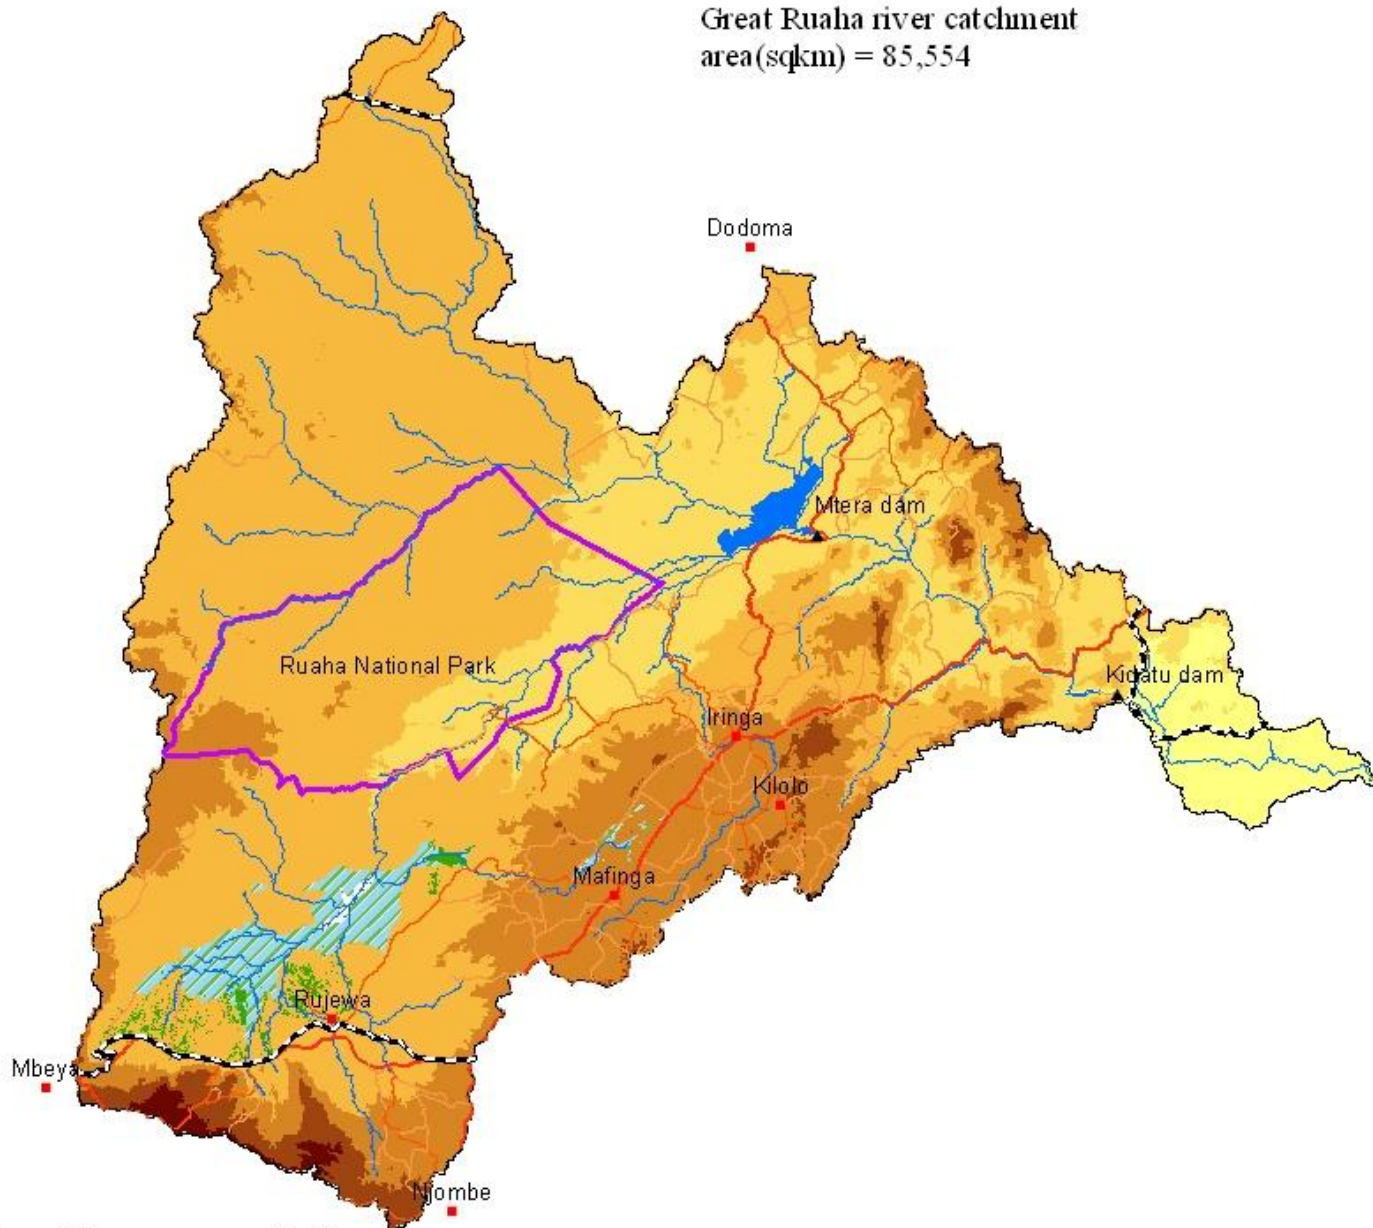 Great Ruaha river catchment
area(sqkm) = 85,554
Dodoma
Mtera dam
Ruaha National Park
Kidatu dam
Iringa
Kilolo
Mafinga
Rujewa
Mbeya
Njombe